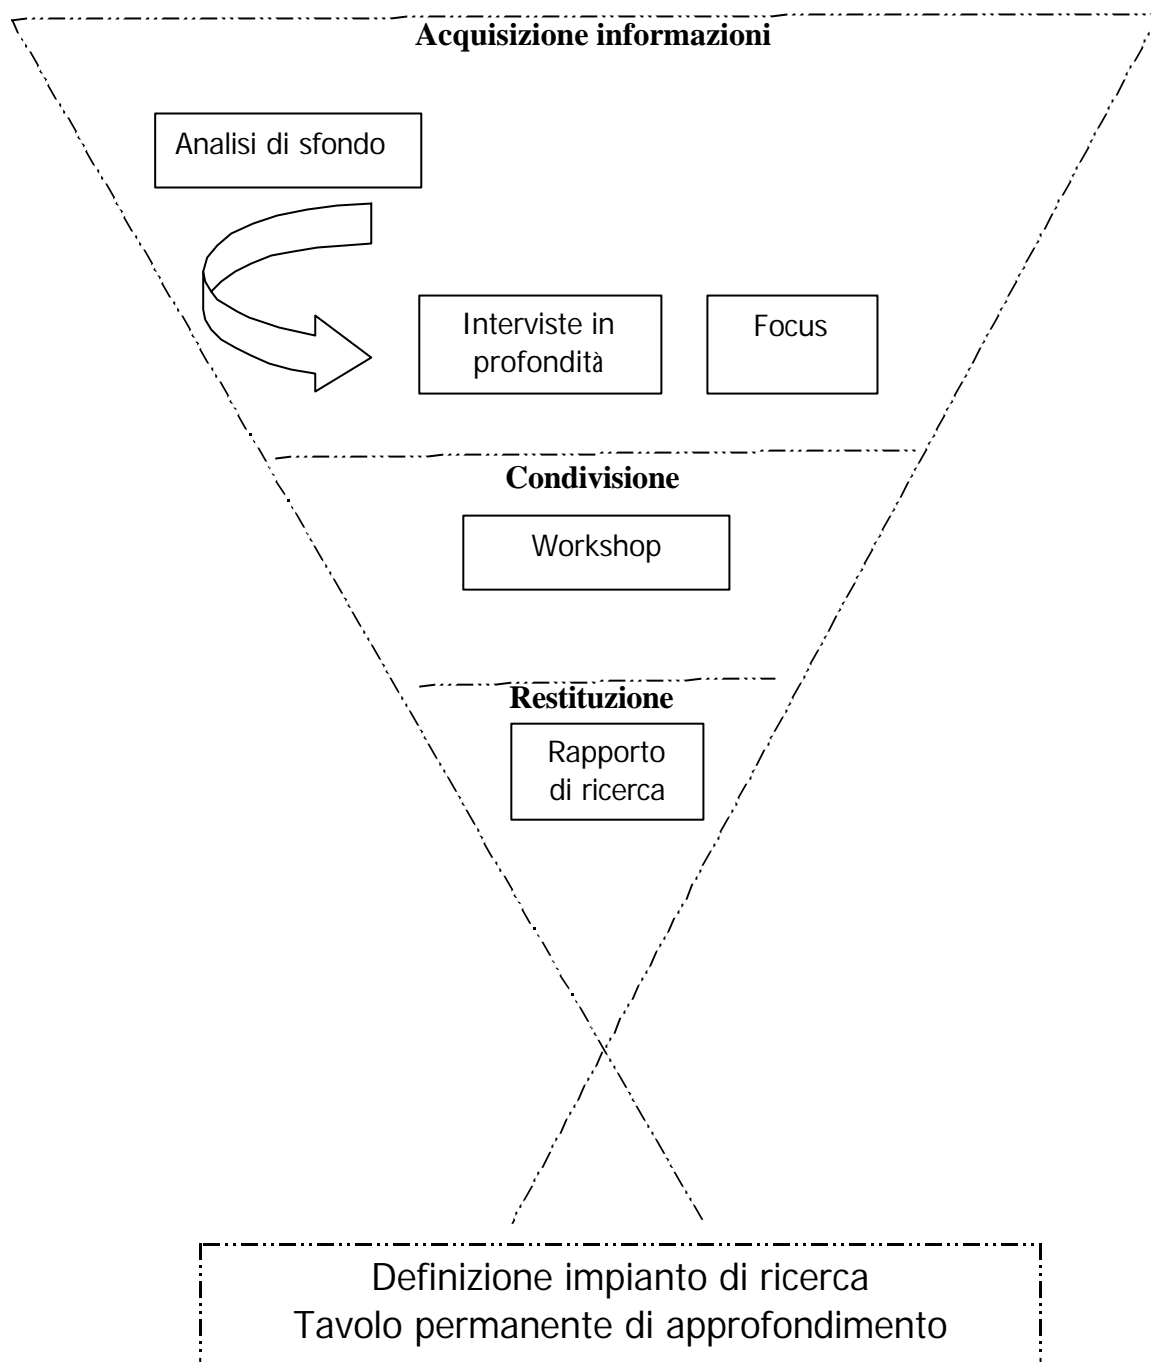 Acquisizione informazioni
Analisi di sfondo
Interviste in
profondità
Focus
Condivisione
Workshop
Restituzione
Rapporto
di ricerca
Definizione impianto di ricerca
Tavolo permanente di approfondimento